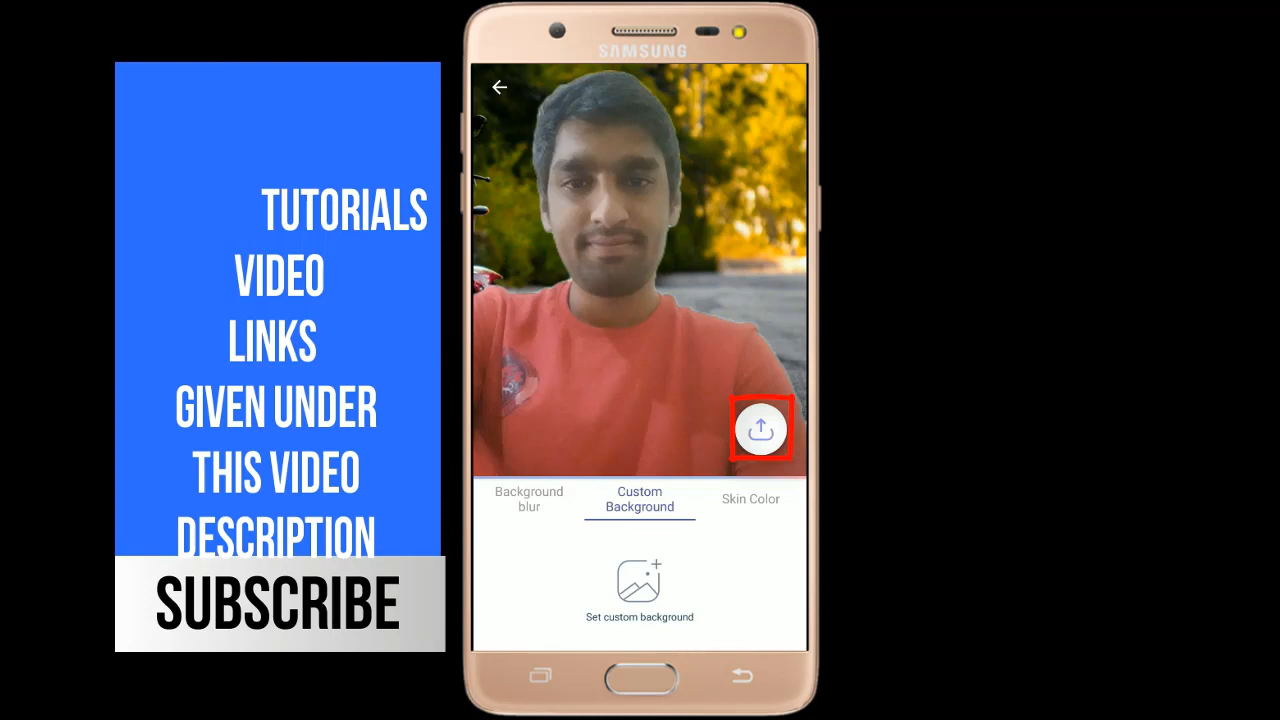 TUTORIALS
VIDEO
LINKS
GIVEN UNDER
THIS VIDEO
DESCRIPTION
SUBSCRIBE
SAMSUNG
Background
blur
Custom
Background
Skin Color
Set custom background